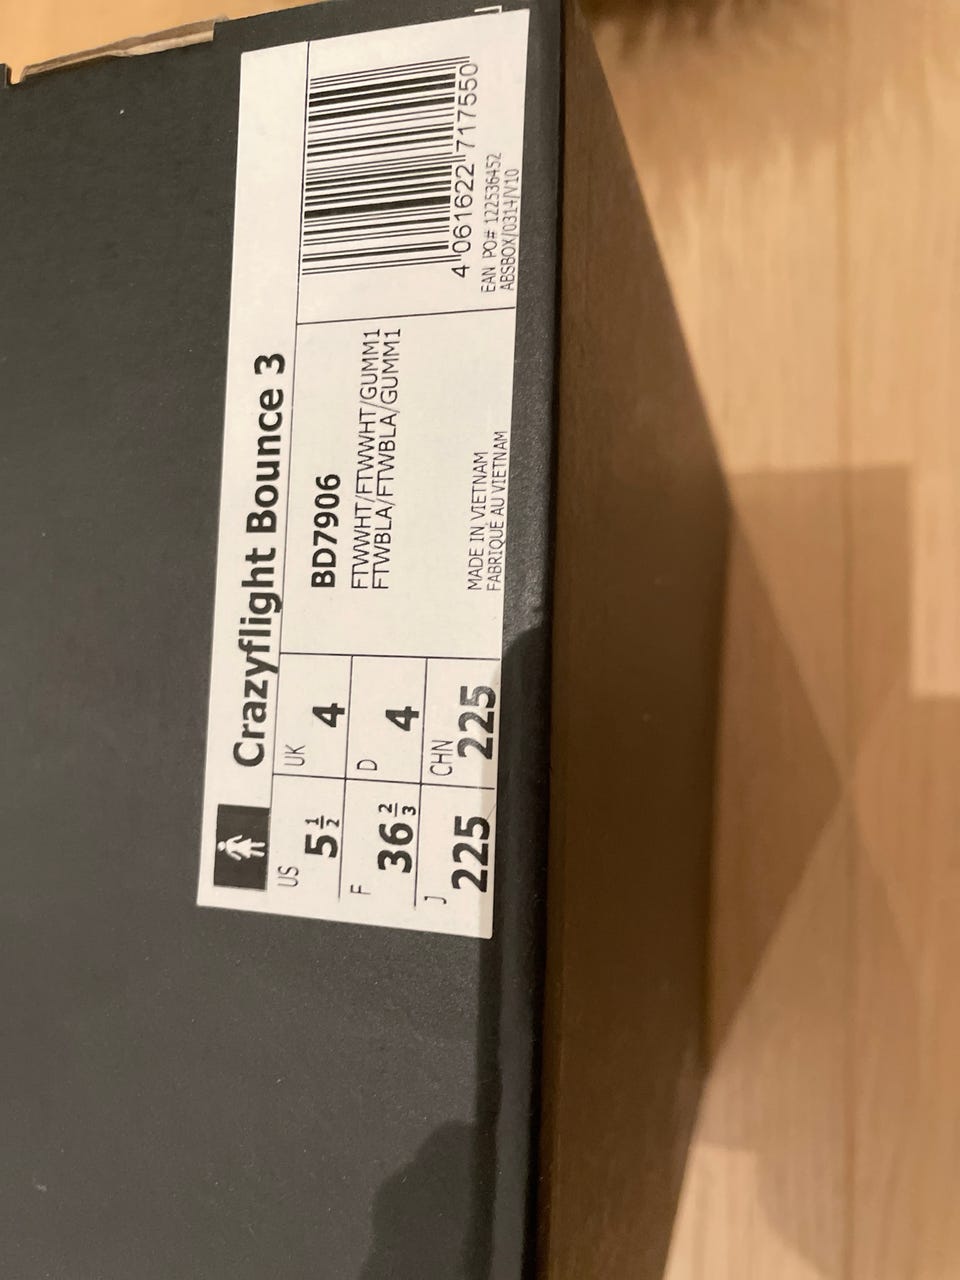 Crazyflight Bounce 3
US
5 1/2
UK
4
F
36 2/3
D
4
J
225
CHN
225
BD7906
FTWWHT/FTWWHT/GUMM1
FTWBLA/FTWBLA/GUMM1
MADE IN VIETNAM
FABRIQUÉ AU VIETNAM
4 061622 717550
EAN PO# 122536452
ABSBOX/0314/V10